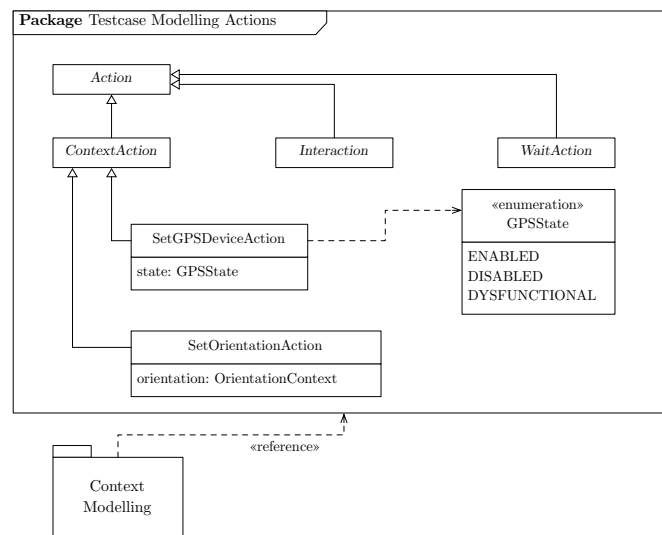 Package Testcase Modelling Actions
Action
ContextAction
Interaction
WaitAction
SetGPSDeviceAction
state: GPSState
«enumeration»
GPSState
ENABLED
DISABLED
DYSFUNCTIONAL
SetOrientationAction
orientation: OrientationContext
«reference»
Context
Modelling